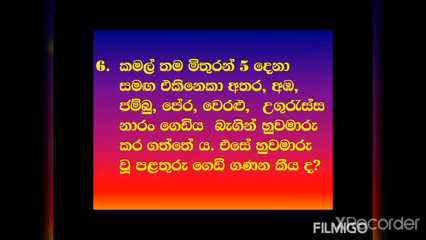 6. කමල් තම මිතුරන් 5 දෙනා
සමඟ එකිනෙකා අතර, අඹ,
ජම්බු, පේර, වෙරළු, උගුරැස්ස
නාරං ගෙඩිය බැගින් හුවමාරු
කර ගත්තේ ය. එසේ හුවමාරු
වූ පළතුරු ගෙඩි ගණන කීය ද?
FILMIGO
XRecorder